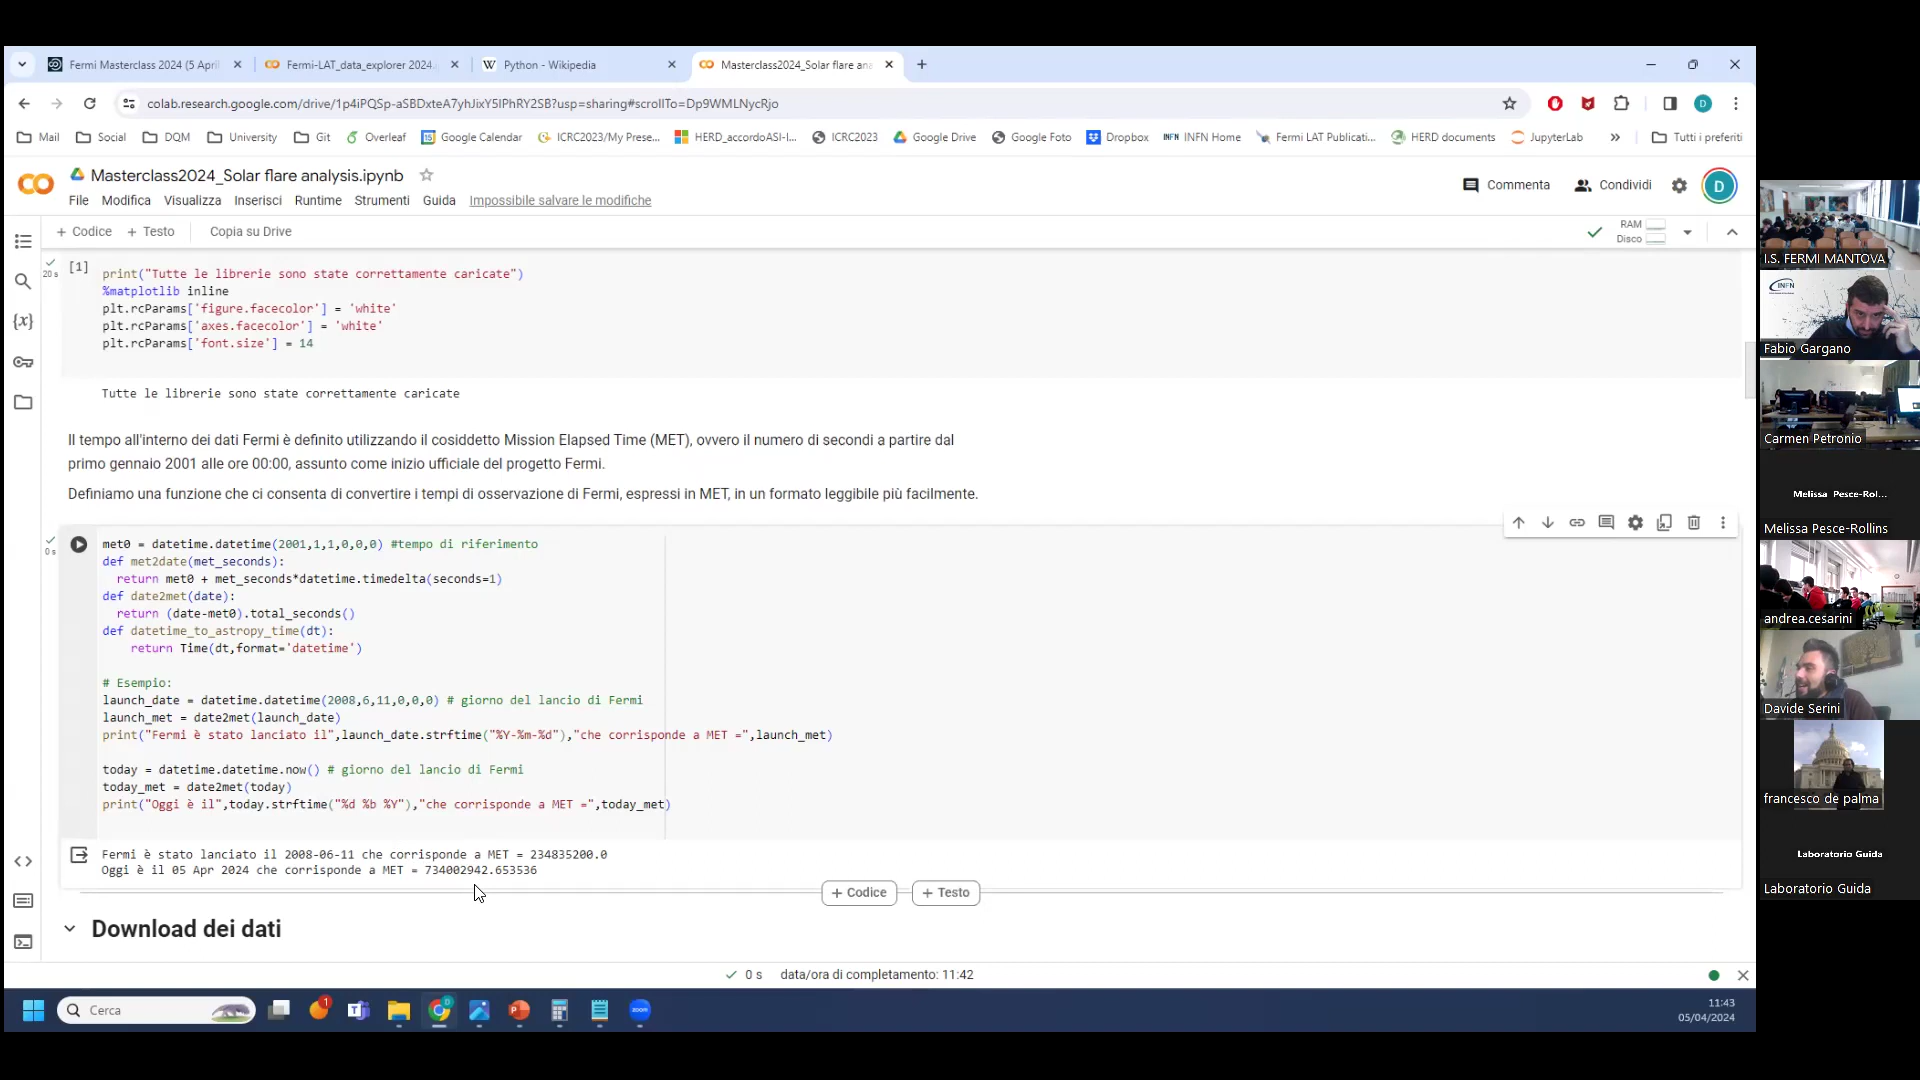 Fermi Masterclass 2024 (5 April
Fermi-LAT_data_explorer 2024.
Python - Wikipedia
Masterclass2024_Solar flare ana
colab.research.google.com/drive/1p4iPQSp-aSBDxteA7yhJixY5IPhRY2SB?usp=sharing#scrollTo=Dp9WMLNycRjo
Mail
Social
DQM
University
Git
Overleaf
Google Calendar
ICRC2023/My Prese...
HERD_accordoASI-I...
ICRC2023
Google Drive
Google Foto
Dropbox
INFN Home
Fermi LAT Publicati...
HERD documents
JupyterLab
Tutti i preferiti
Masterclass2024_Solar flare analysis.ipynb
Commenta
Condividi
D
File Modifica Visualizza Inserisci Runtime Strumenti Guida Impossibile salvare le modifiche
+ Codice + Testo Copia su Drive
RAM
Disco
[1]
20 s
print("Tutte le librerie sono state correttamente caricate")
%matplotlib inline
plt.rcParams['figure.facecolor'] = 'white'
plt.rcParams['axes.facecolor'] = 'white'
plt.rcParams['font.size'] = 14
Tutte le librerie sono state correttamente caricate
Il tempo all'interno dei dati Fermi è definito utilizzando il cosiddetto Mission Elapsed Time (MET), ovvero il numero di secondi a partire dal
primo gennaio 2001 alle ore 00:00, assunto come inizio ufficiale del progetto Fermi.
Definiamo una funzione che ci consenta di convertire i tempi di osservazione di Fermi, espressi in MET, in un formato leggibile più facilmente.
0 s
met0 = datetime.datetime(2001,1,1,0,0,0) #tempo di riferimento
def met2date(met_seconds):
return met0 + met_seconds*datetime.timedelta(seconds=1)
def date2met(date):
return (date-met0).total_seconds()
def datetime_to_astropy_time(dt):
return Time(dt,format='datetime')
# Esempio:
launch_date = datetime.datetime(2008,6,11,0,0,0) # giorno del lancio di Fermi
launch_met = date2met(launch_date)
print("Fermi è stato lanciato il",launch_date.strftime("%Y-%m-%d"),"che corrisponde a MET =",launch_met)
today = datetime.datetime.now() # giorno del lancio di Fermi
today_met = date2met(today)
print("Oggi è il",today.strftime("%d %b %Y"),"che corrisponde a MET =",today_met)
Fermi è stato lanciato il 2008-06-11 che corrisponde a MET = 234835200.0
Oggi è il 05 Apr 2024 che corrisponde a MET = 734002942.653536
+ Codice + Testo
Download dei dati
0 s data/ora di completamento: 11:42
Cerca
1
zoom
11:43
05/04/2024
I.S. FERMI MANTOVA
INFN
Fabio Gargano
Carmen Petronio
Melissa Pesce-Rol...
Melissa Pesce-Rollins
andrea.cesarini
Davide Serini
francesco de palma
Laboratorio Guida
Laboratorio Guida